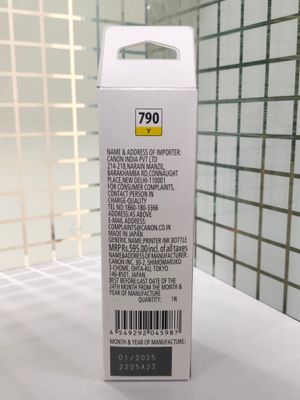 790
Y
NAME & ADDRESS OF IMPORTER:
CANON INDIA PVT LTD
214-218, NARAIN MANZIL,
BARAKHAMBA RD. CONNAUGHT
PLACE, NEW DELHI-110001
FOR CONSUMER COMPLAINTS,
CONTACT PERSON IN
CHARGE-QUALITY
TEL NO.:1860-180-3366
ADDRESS: AS ABOVE
E-MAIL ADDRESS:
COMPLAINTS@CANON.CO.IN
MADE IN JAPAN
GENERIC NAME: PRINTER INK BOTTLE
MRP Rs. 595.00 incl. of all taxes
NAME&ADDRESS OF MANUFACTURER:
CANON INC. 30-2, SHIMOMARUKO
3-CHOME, OHTA-KU, TOKYO
146-8501, JAPAN
BEST BEFORE: LAST DATE OF THE
24TH MONTH FROM THE MONTH &
YEAR OF MANUFACTURE
QUANTITY: 1N
4 549292 045987
MONTH & YEAR OF MANUFACTURE:
01/2025
2225A23